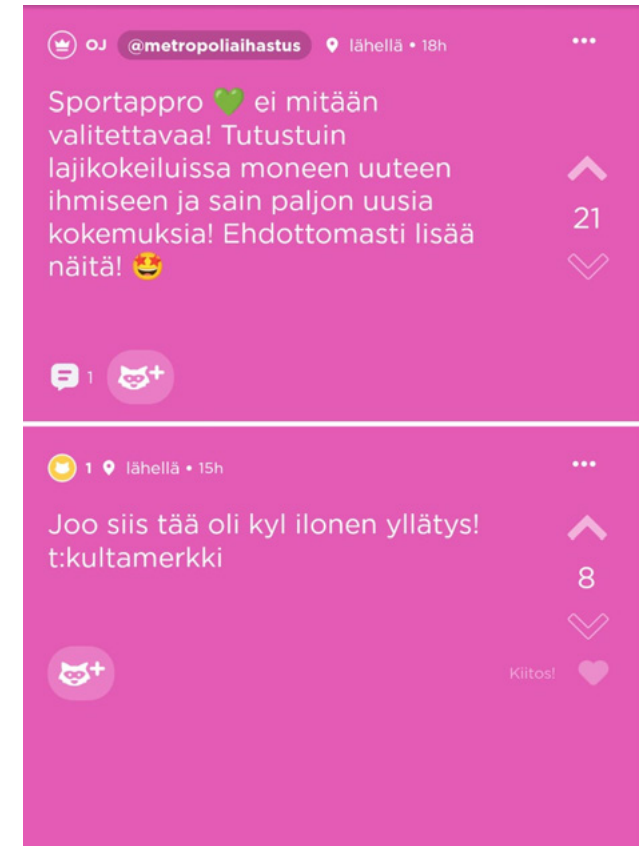 OJ @metropoliaihastus lähellä • 18h
Sportappro 💚 ei mitään
valitettavaa! Tutustuin
lajikokeiluissa moneen uuteen
ihmiseen ja sain paljon uusia
kokemuksia! Ehdottomasti lisää
näitä! 🤩
21
1
1 lähellä • 15h
Joo siis tää oli kyl ilonen yllätys!
t:kultamerkki
8
Kiitos!